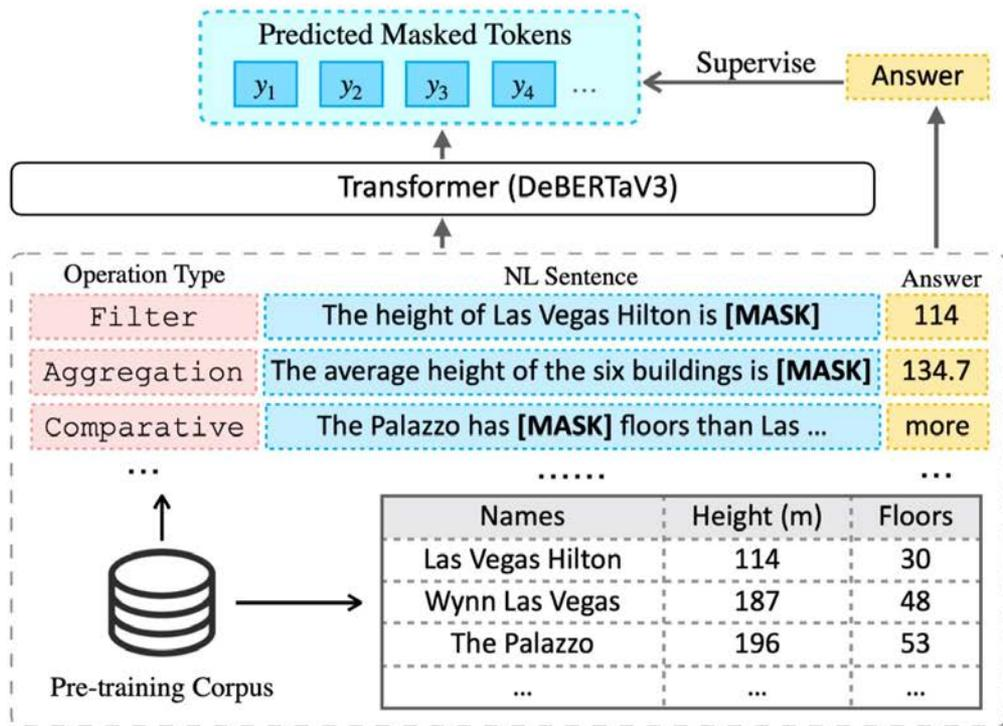 Predicted Masked Tokens
y1 y2 y3 y4 ...
Supervise
Answer
Transformer (DeBERTaV3)
Operation Type NL Sentence Answer
Filter The height of Las Vegas Hilton is [MASK] 114
Aggregation The average height of the six buildings is [MASK] 134.7
Comparative The Palazzo has [MASK] floors than Las ... more
... ...... ...
Names Height (m) Floors
Las Vegas Hilton 114 30
Wynn Las Vegas 187 48
The Palazzo 196 53
... ... ...
Pre-training Corpus